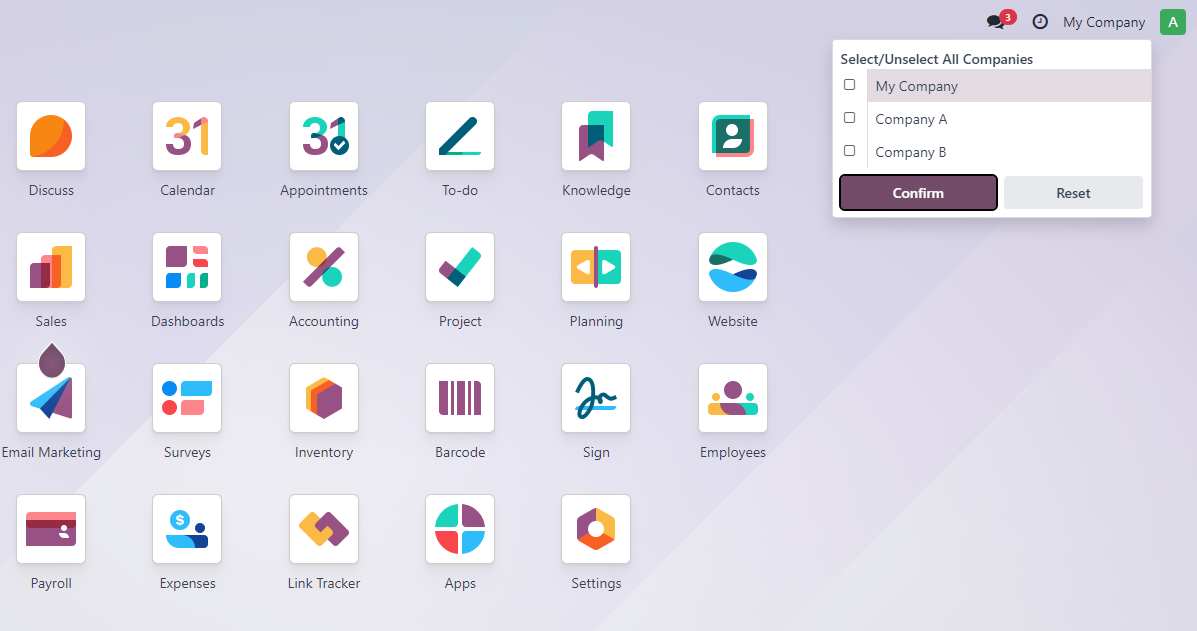 3
My Company
A
Select/Unselect All Companies
My Company
Company A
Company B
Confirm
Reset
31
31
Discuss
Calendar
Appointments
To-do
Knowledge
Contacts
Sales
Dashboards
Accounting
Project
Planning
Website
Email Marketing
Surveys
Inventory
Barcode
Sign
Employees
$
Payroll
Expenses
Link Tracker
Apps
Settings